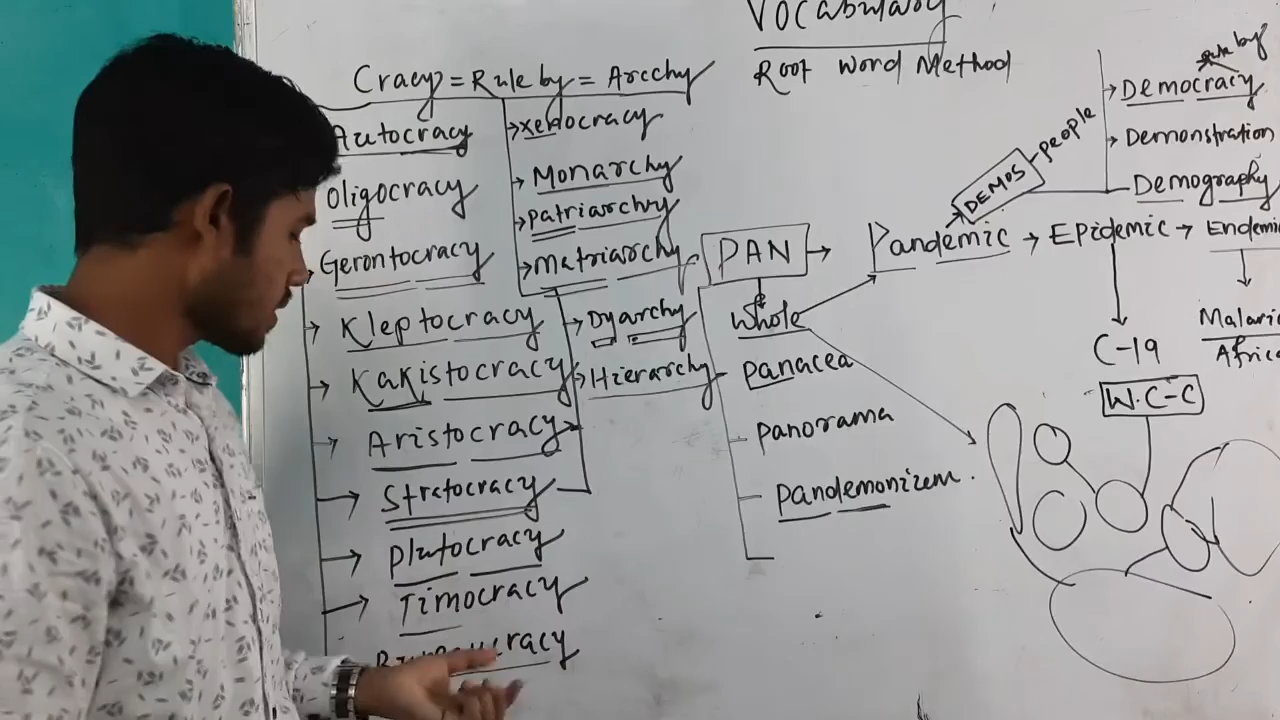 Vocabulary
Root Word Method
Cracy = Rule by = Arcchy
Autocracy
Oligocracy
Gerontocracy
Kleptocracy
Kakistocracy
Aristocracy
Stratocracy
Plutocracy
Timocracy
xenocracy
Monarchy
patriarchy
Matriarchy
Dyarchy
Hierarchy
PAN
Whole
Panacea
Panorama
Pandemonizem.
Pandemic → Epidemic → Endemi
DEMOS - people
Rule by
Democracy
Demonstration
Demography
C-19
W.C-C
Malaria
Africa